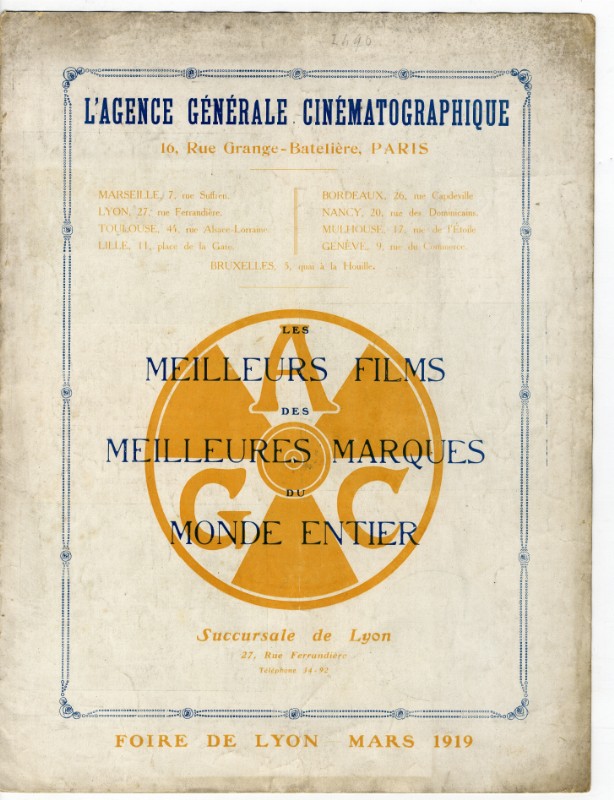 2490
L'AGENCE GÉNÉRALE CINÉMATOGRAPHIQUE
16, Rue Grange-Batelière, PARIS
MARSEILLE, 7, rue Suffren.
LYON, 27, rue Ferrandière.
TOULOUSE, 45, rue Alsace-Lorraine
LILLE, 11, place de la Gare.
BORDEAUX, 26, rue Capdeville
NANCY, 20, rue des Dominicains.
MULHOUSE, 17, rue de l'Étoile
GENÈVE, 9, rue du Commerce.
BRUXELLES, 3, quai à la Houille.
LES
MEILLEURS FILMS
DES
MEILLEURES MARQUES
DU
MONDE ENTIER
A
G C
Succursale de Lyon
27, Rue Ferrandière
Téléphone 34-92
FOIRE DE LYON MARS 1919